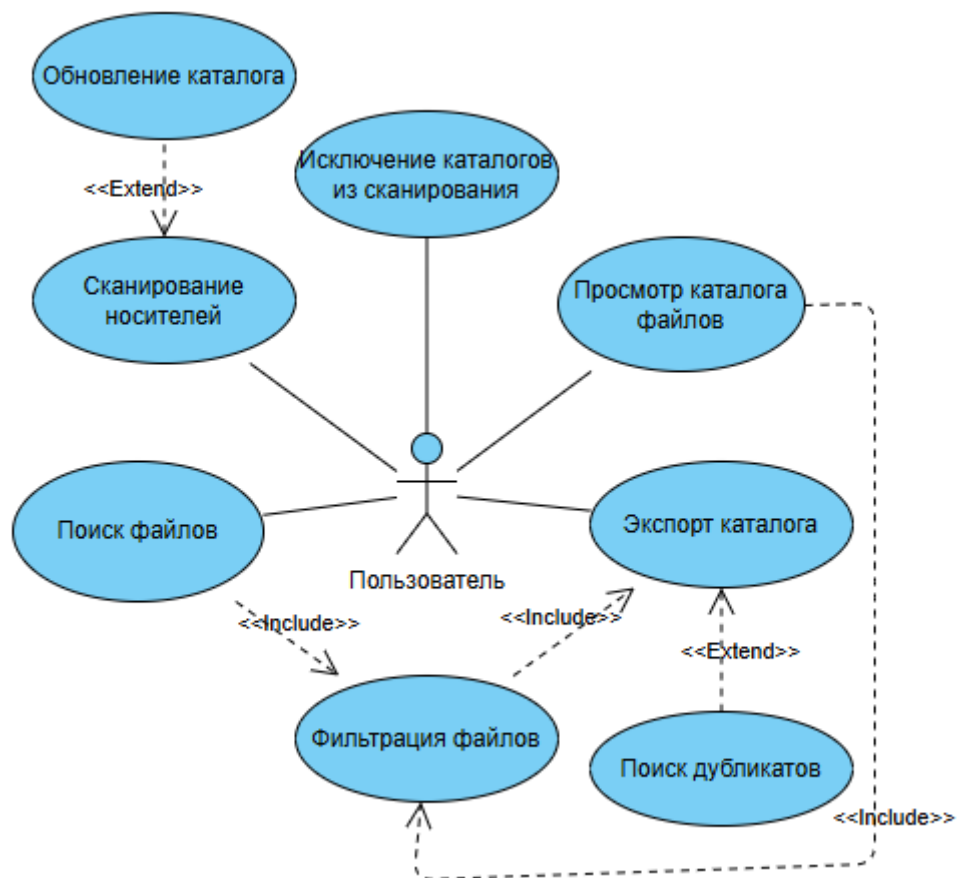 Обновление каталога
Исключение каталогов
из сканирования
<<Extend>>
Сканирование
носителей
Просмотр каталога
файлов
Поиск файлов
Экспорт каталога
Пользователь
<<Include>>
<<Include>>
<<Extend>>
Фильтрация файлов
Поиск дубликатов
<<Include>>